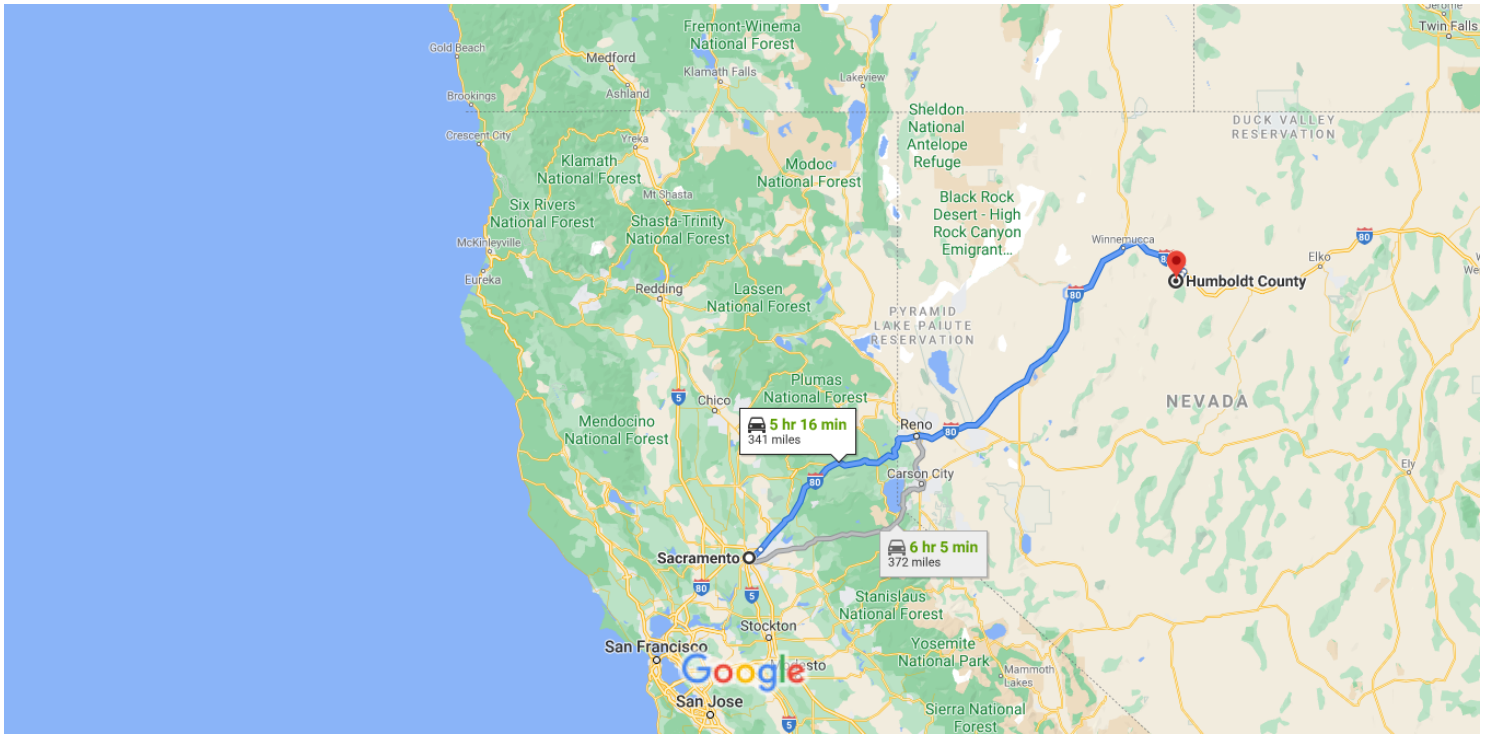 Jerome
Twin Falls
Fremont-Winema
National Forest
Gold Beach
Medford
Klamath Falls
Lakeview
Ashland
Brookings
Sheldon
National
Antelope
Refuge
DUCK VALLEY
RESERVATION
Crescent City
Yreka
Klamath
National Forest
Modoc
National Forest
Mt Shasta
Six Rivers
National Forest
Black Rock
Desert - High
Rock Canyon
Emigrant...
Shasta-Trinity
National Forest
McKinleyville
Winnemucca
80
Elko
Eureka
Humboldt County
Redding
Lassen
National Forest
80
PYRAMID
LAKE PAIUTE
RESERVATION
Plumas
National Forest
5
Chico
NEVADA
Mendocino
National Forest
5 hr 16 min
341 miles
Reno
80
Carson City
Ely
80
6 hr 5 min
372 miles
Sacramento
80
5
Stanislaus
National Forest
Stockton
San Francisco
Yosemite
National Park
Google
Mammoth
Lakes
San Jose
Sierra National
Forest
5